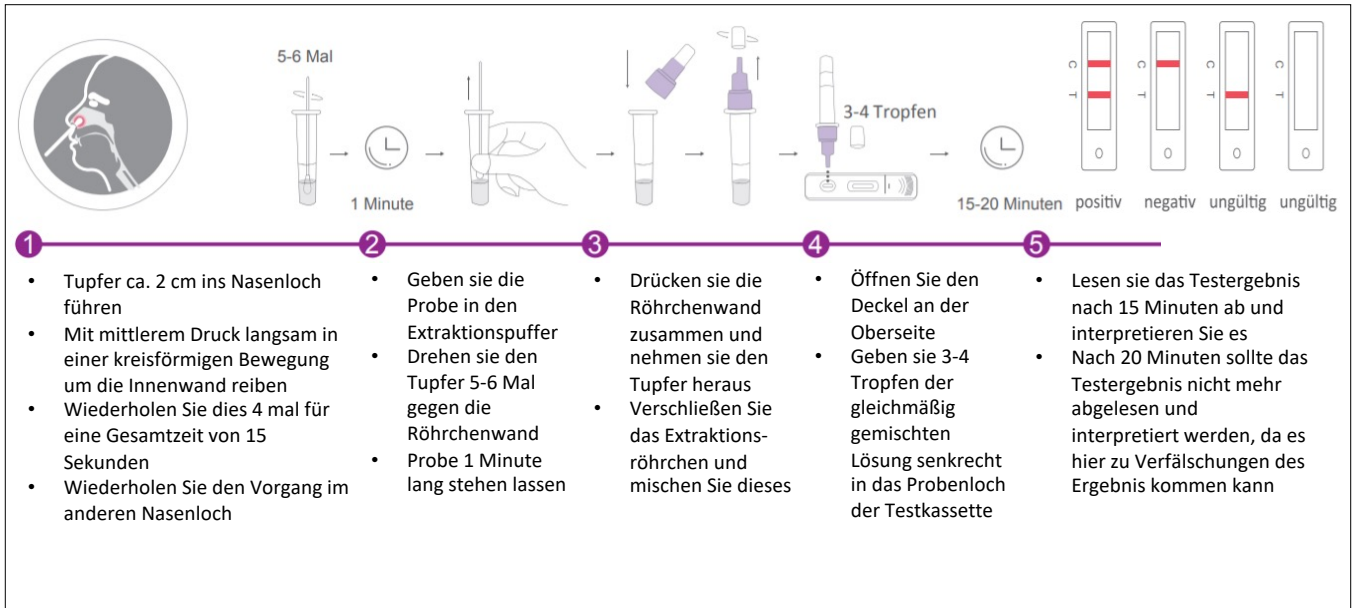 5-6 Mal
1 Minute
3-4 Tropfen
15-20 Minuten
C T
C T
C T
C T
positiv negativ ungültig ungültig
1
• Tupfer ca. 2 cm ins Nasenloch
führen
• Mit mittlerem Druck langsam in
einer kreisförmigen Bewegung
um die Innenwand reiben
• Wiederholen Sie dies 4 mal für
eine Gesamtzeit von 15
Sekunden
• Wiederholen Sie den Vorgang im
anderen Nasenloch
2
• Geben sie die
Probe in den
Extraktionspuffer
• Drehen sie den
Tupfer 5-6 Mal
gegen die
Röhrchenwand
• Probe 1 Minute
lang stehen lassen
3
• Drücken sie die
Röhrchenwand
zusammen und
nehmen sie den
Tupfer heraus
• Verschließen Sie
das Extraktions-
röhrchen und
mischen Sie dieses
4
• Öffnen Sie den
Deckel an der
Oberseite
• Geben sie 3-4
Tropfen der
gleichmäßig
gemischten
Lösung senkrecht
in das Probenloch
der Testkassette
5
• Lesen sie das Testergebnis
nach 15 Minuten ab und
interpretieren Sie es
• Nach 20 Minuten sollte das
Testergebnis nicht mehr
abgelesen und
interpretiert werden, da es
hier zu Verfälschungen des
Ergebnis kommen kann